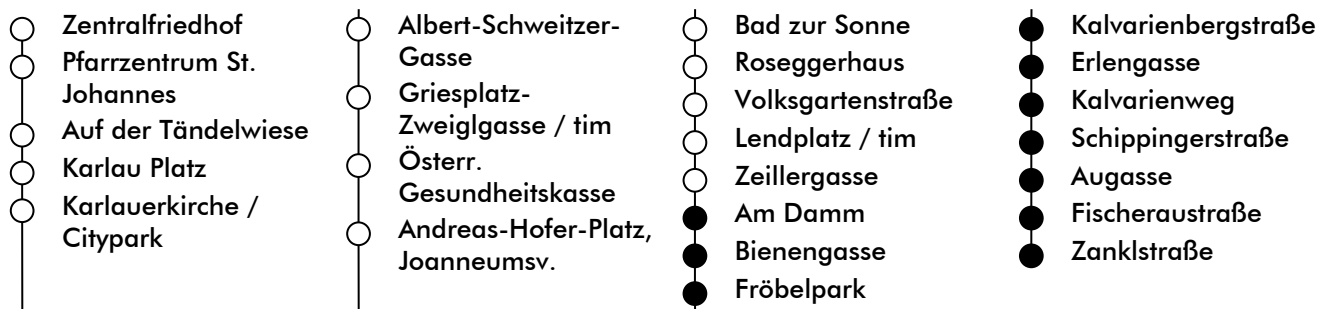 Zentralfriedhof
Pfarrzentrum St.
Johannes
Auf der Tändelwiese
Karlau Platz
Karlauerkirche /
Citypark
Albert-Schweitzer-
Gasse
Griesplatz-
Zweiglgasse / tim
Österr.
Gesundheitskasse
Andreas-Hofer-Platz,
Joanneumsv.
Bad zur Sonne
Roseggerhaus
Volksgartenstraße
Lendplatz / tim
Zeillergasse
Am Damm
Bienengasse
Fröbelpark
Kalvarienbergstraße
Erlengasse
Kalvarienweg
Schippingerstraße
Augasse
Fischeraustraße
Zanklstraße